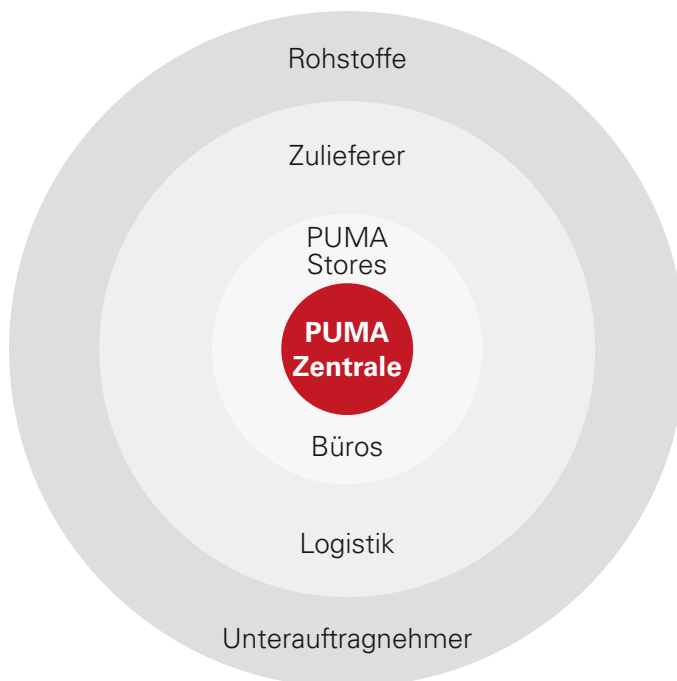 Rohstoffe
Zulieferer
PUMA
Stores
PUMA
Zentrale
Büros
Logistik
Unterauftragnehmer